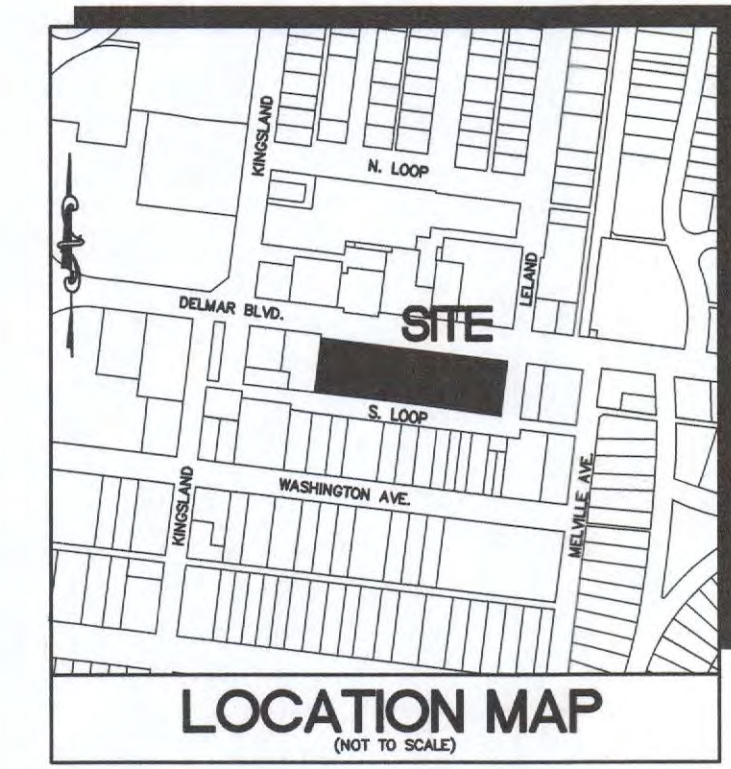 KINGSLAND
N. LOOP
LELAND
DELMAR BLVD.
SITE
S. LOOP
WASHINGTON AVE.
KINGSLAND
MELVILLE AVE.
LOCATION MAP
(NOT TO SCALE)